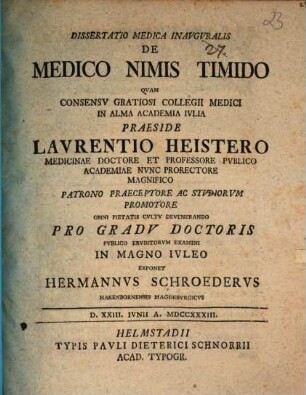 23
DISSERTATIO MEDICA INAVGVRALIS
DE
27.
MEDICO NIMIS TIMIDO
QVAM
CONSENSV GRATIOSI COLLEGII MEDICI
IN ALMA ACADEMIA IVLIA
PRAESIDE
LAVRENTIO HEISTERO
MEDICINAE DOCTORE ET PROFESSORE PVBLICO
ACADEMIAE NVNC PRORECTORE
MAGNIFICO
PATRONO PRAECEPTORE AC STVDIORVM
PROMOTORE
OMNI PIETATIS CVLTV DEVENERANDO
PRO GRADV DOCTORIS
PVBLICO ERVDITORVM EXAMINI
IN MAGNO IVLEO
EXPONET
HERMANNVS SCHROEDERVS
HAKENBORNENSIS MAGDEBVRGICVS
D. XXIII. IVNII A. MDCCXXXIII.
HELMSTADII
TYPIS PAVLI DIETERICI SCHNORRII
ACAD. TYPOGR.